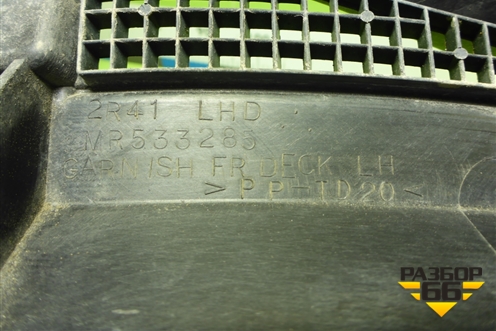 2R41 LHD
MR533283
GARNISH FR DECK LH
>PP-TD20<
РАЗБОР
66